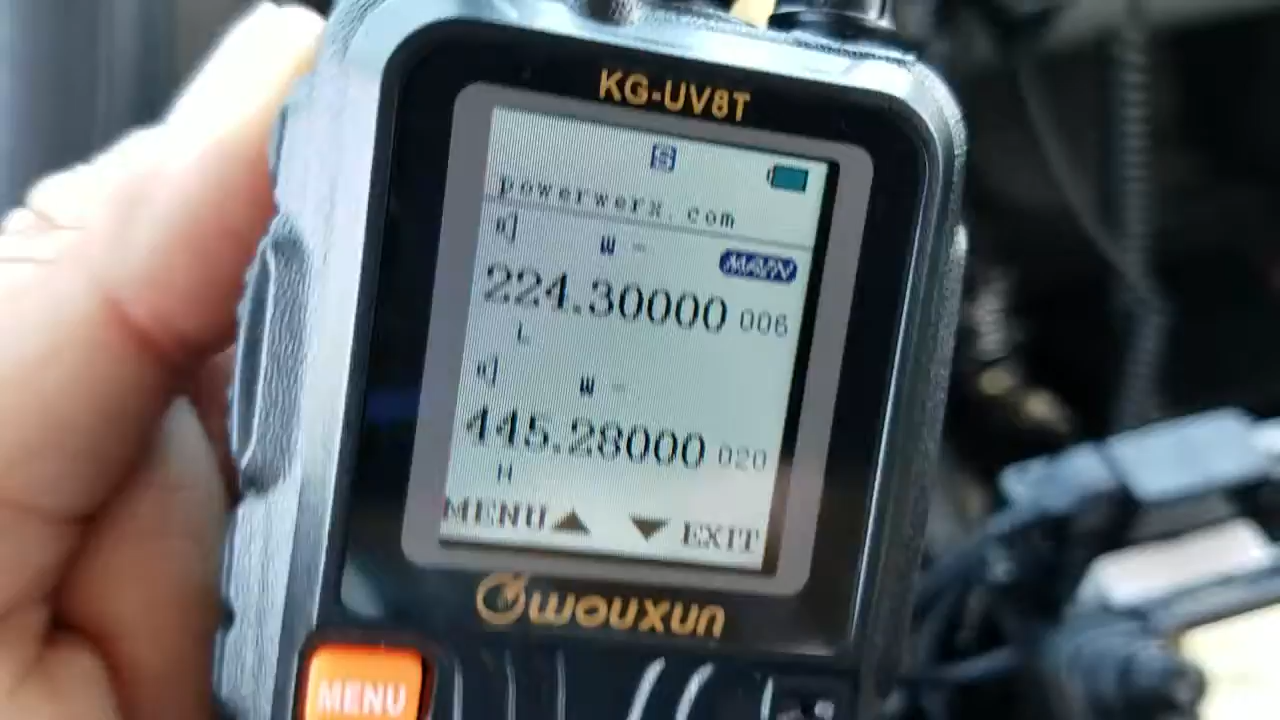 KG-UV8T
S
powerwerx.com
W -
MAIN
224.30000 006
L
W -
445.28000 020
H
MENU EXIT
WOUXUN
MENU